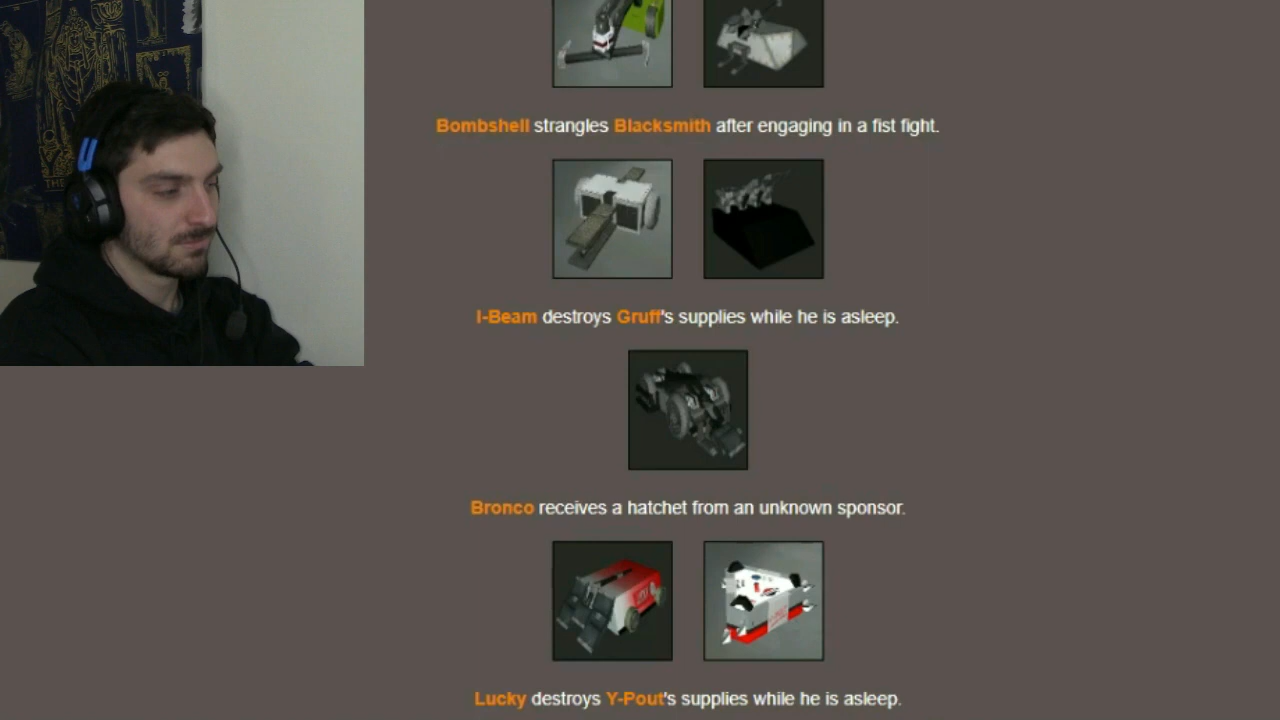 Bombshell strangles Blacksmith after engaging in a fist fight.
I-Beam destroys Gruff's supplies while he is asleep.
Bronco receives a hatchet from an unknown sponsor.
Lucky destroys Y-Pout's supplies while he is asleep.